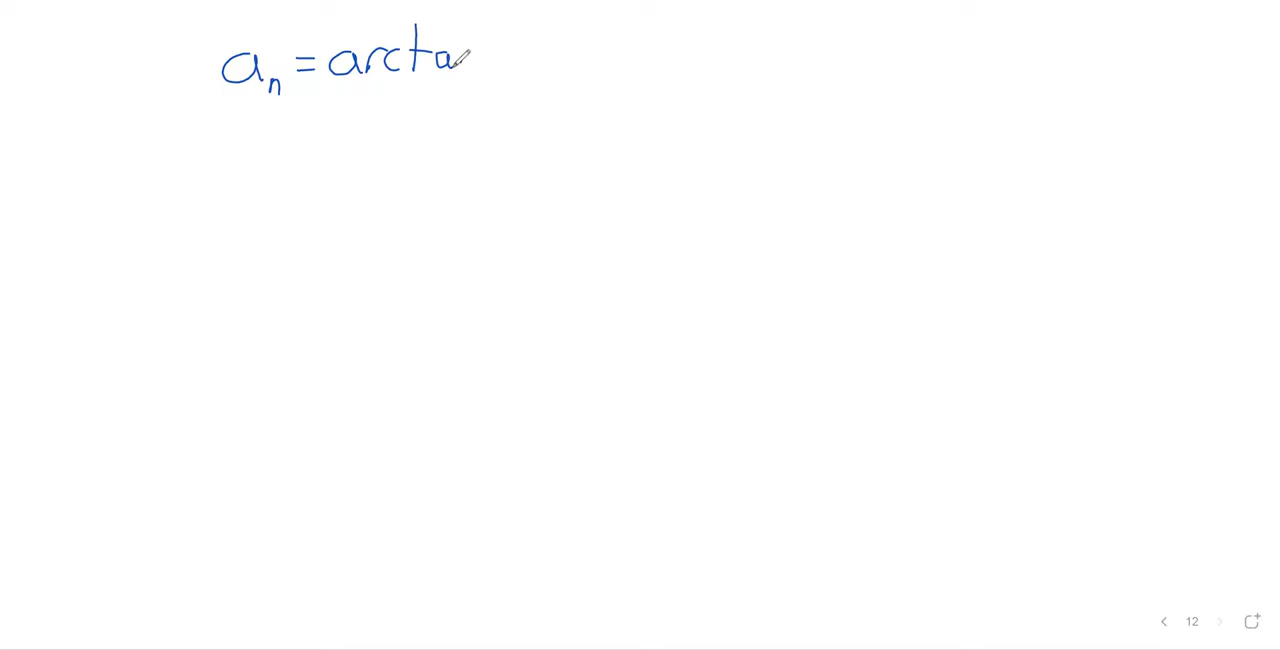 aₙ = arcta
12